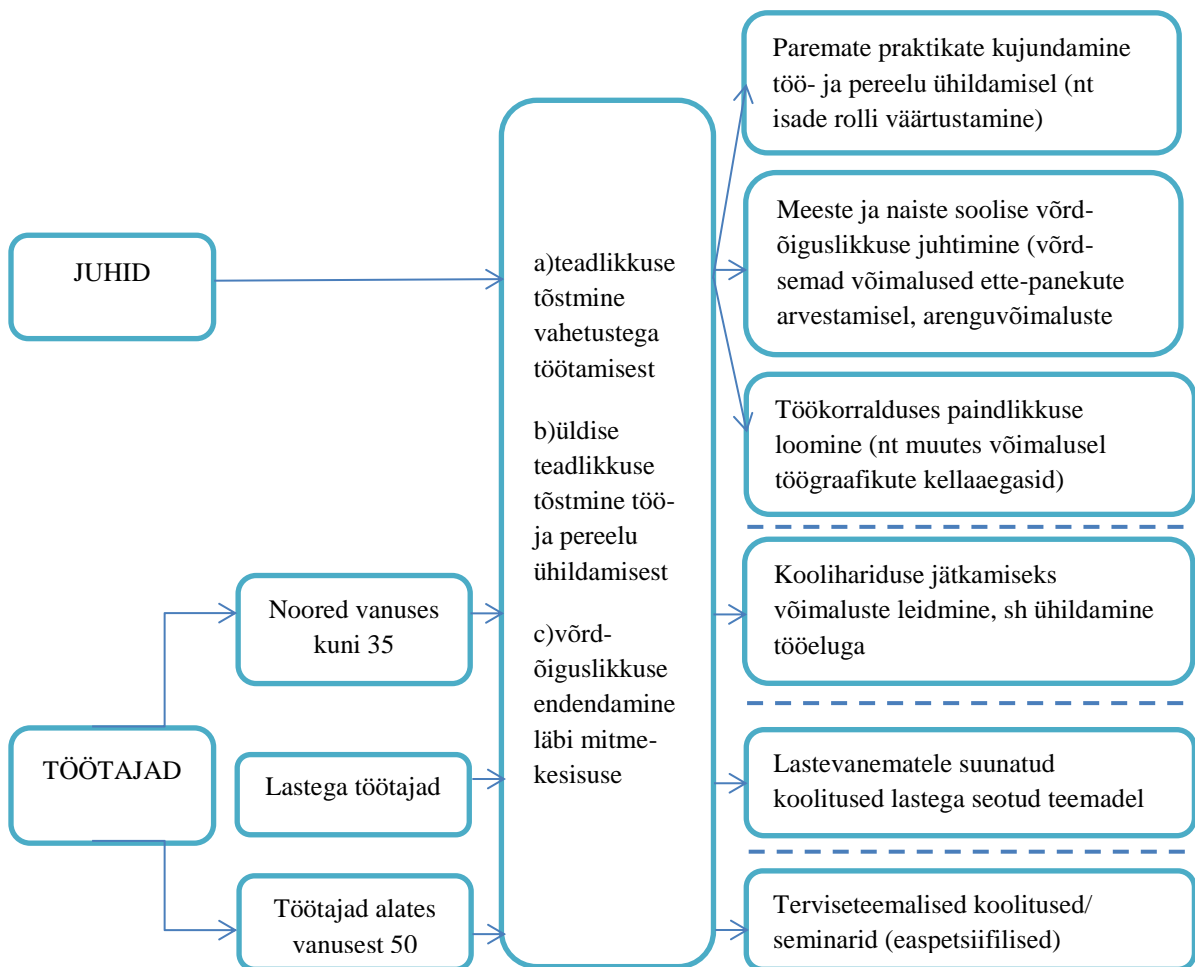 JUHID
TÖÖTAJAD
Noored vanuses
kuni 35
Lastega töötajad
Töötajad alates
vanusest 50
a)teadlikkuse
tõstmine
vahetustega
töötamisest
b)üldise
teadlikkuse
tõstmine töö-
ja pereelu
ühildamisest
c)võrd-
õiguslikkuse
endendamine
läbi mitme-
kesisuse
Paremate praktikate kujundamine
töö- ja pereelu ühildamisel (nt
isade rolli väärtustamine)
Meeste ja naiste soolise võrd-
õiguslikkuse juhtimine (võrd-
semad võimalused ette-panekute
arvestamisel, arenguvõimaluste
Töökorralduses paindlikkuse
loomine (nt muutes võimalusel
töögraafikute kellaaegasid)
Koolihariduse jätkamiseks
võimaluste leidmine, sh ühildamine
tööeluga
Lastevanematele suunatud
koolitused lastega seotud teemadel
Terviseteemalised koolitused/
seminarid (easpetsiifilised)